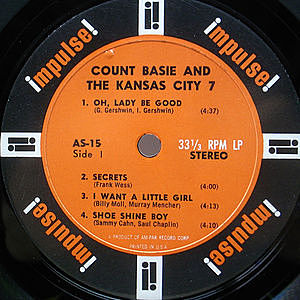 impulse!
impulse!
impulse!
impulse!
COUNT BASIE AND
THE KANSAS CITY 7
1. OH, LADY BE GOOD
(G. Gershwin, I. Gershwin) (4:37)
AS-15 33⅓ RPM LP
Side 1 STEREO
2. SECRETS
(Frank Wess) (4:00)
3. I WANT A LITTLE GIRL
(Billy Moll, Murray Mencher) (4:13)
4. SHOE SHINE BOY
(Sammy Cahn, Saul Chaplin) (4:10)
A PRODUCT OF AM-PAR RECORD CORP.
PRINTED IN U.S.A.